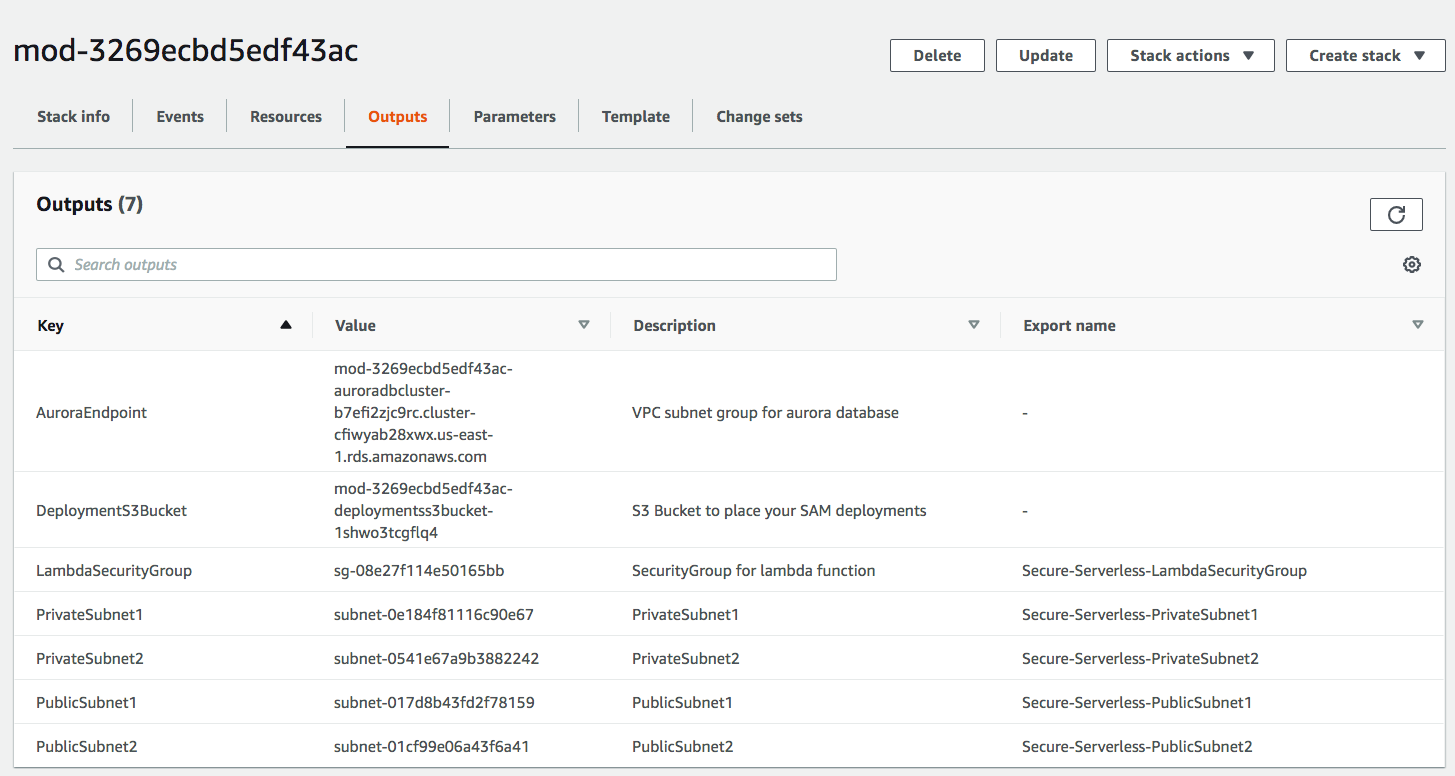 mod-3269ecbd5edf43ac
Delete
Update
Stack actions
Create stack
Stack info
Events
Resources
Outputs
Parameters
Template
Change sets
Outputs (7)
Search outputs
Key
Value
Description
Export name
AuroraEndpoint
mod-3269ecbd5edf43ac-
auroradbcluster-
b7efi2zjc9rc.cluster-
cfiwyab28xwx.us-east-
1.rds.amazonaws.com
VPC subnet group for aurora database
-
DeploymentS3Bucket
mod-3269ecbd5edf43ac-
deploymentss3bucket-
1shwo3tcgflq4
S3 Bucket to place your SAM deployments
-
LambdaSecurityGroup
sg-08e27f114e50165bb
SecurityGroup for lambda function
Secure-Serverless-LambdaSecurityGroup
PrivateSubnet1
subnet-0e184f81116c90e67
PrivateSubnet1
Secure-Serverless-PrivateSubnet1
PrivateSubnet2
subnet-0541e67a9b3882242
PrivateSubnet2
Secure-Serverless-PrivateSubnet2
PublicSubnet1
subnet-017d8b43fd2f78159
PublicSubnet1
Secure-Serverless-PublicSubnet1
PublicSubnet2
subnet-01cf99e06a43f6a41
PublicSubnet2
Secure-Serverless-PublicSubnet2